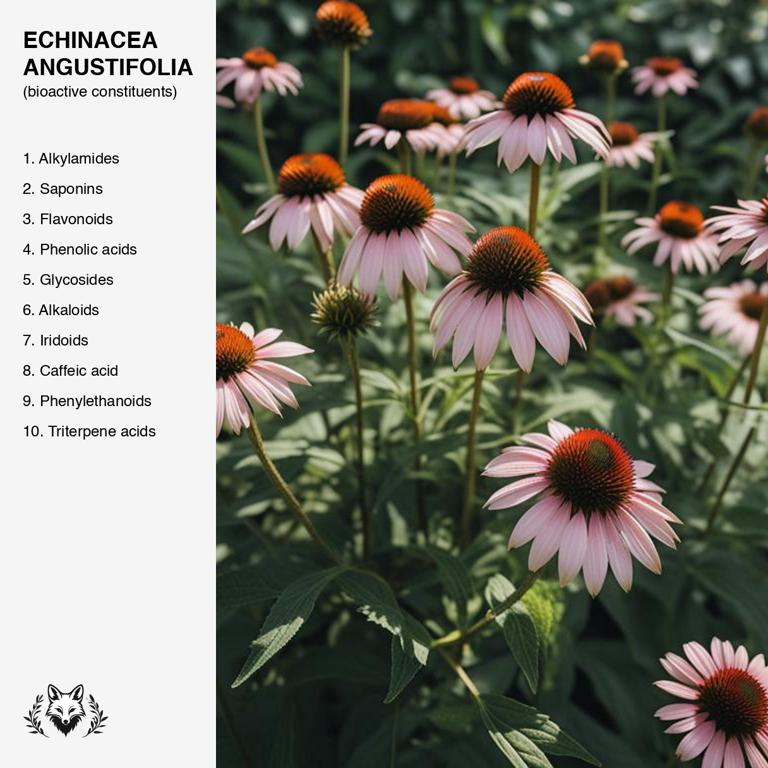 ECHINACEA
ANGUSTIFOLIA
(bioactive constituents)
1. Alkylamides
2. Saponins
3. Flavonoids
4. Phenolic acids
5. Glycosides
6. Alkaloids
7. Iridoids
8. Caffeic acid
9. Phenylethanoids
10. Triterpene acids